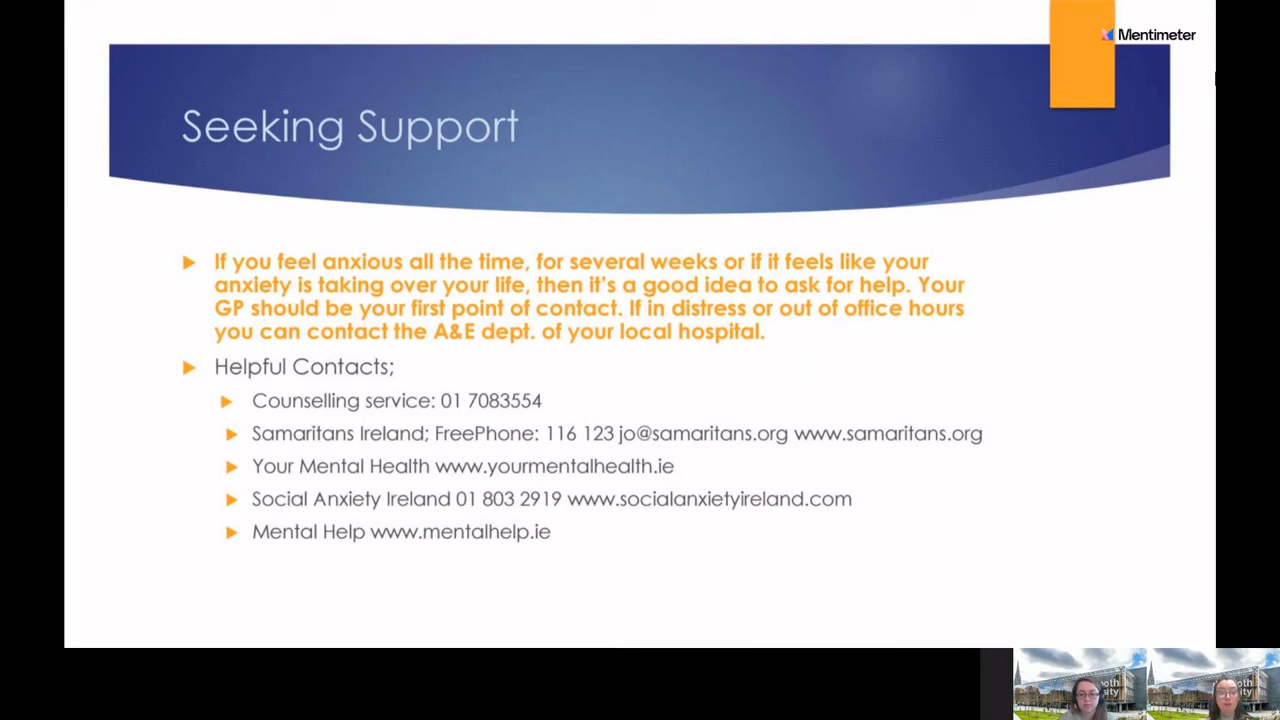 Mentimeter
Seeking Support
If you feel anxious all the time, for several weeks or if it feels like your
anxiety is taking over your life, then it's a good idea to ask for help. Your
GP should be your first point of contact. If in distress or out of office hours
you can contact the A&E dept. of your local hospital.
Helpful Contacts;
Counselling service: 01 7083554
Samaritans Ireland; FreePhone: 116 123 jo@samaritans.org www.samaritans.org
Your Mental Health www.yourmentalhealth.ie
Social Anxiety Ireland 01 803 2919 www.socialanxietyireland.com
Mental Help www.mentalhelp.ie